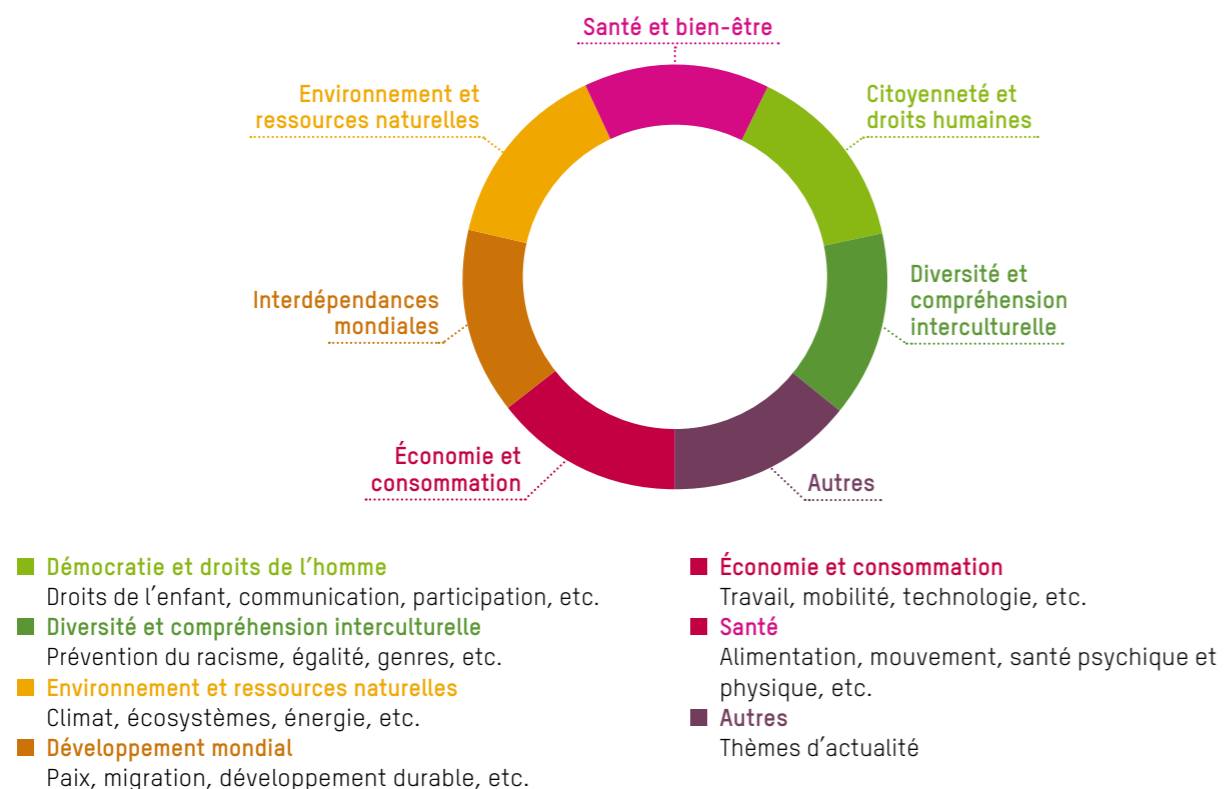 Santé et bien-être
Environnement et
ressources naturelles
Citoyenneté et
droits humaines
Interdépendances
mondiales
Diversité et
compréhension
interculturelle
Économie et
consommation
Autres
Démocratie et droits de l'homme
Droits de l'enfant, communication, participation, etc.
Diversité et compréhension interculturelle
Prévention du racisme, égalité, genres, etc.
Environnement et ressources naturelles
Climat, écosystèmes, énergie, etc.
Développement mondial
Paix, migration, développement durable, etc.
Économie et consommation
Travail, mobilité, technologie, etc.
Santé
Alimentation, mouvement, santé psychique et
physique, etc.
Autres
Thèmes d'actualité